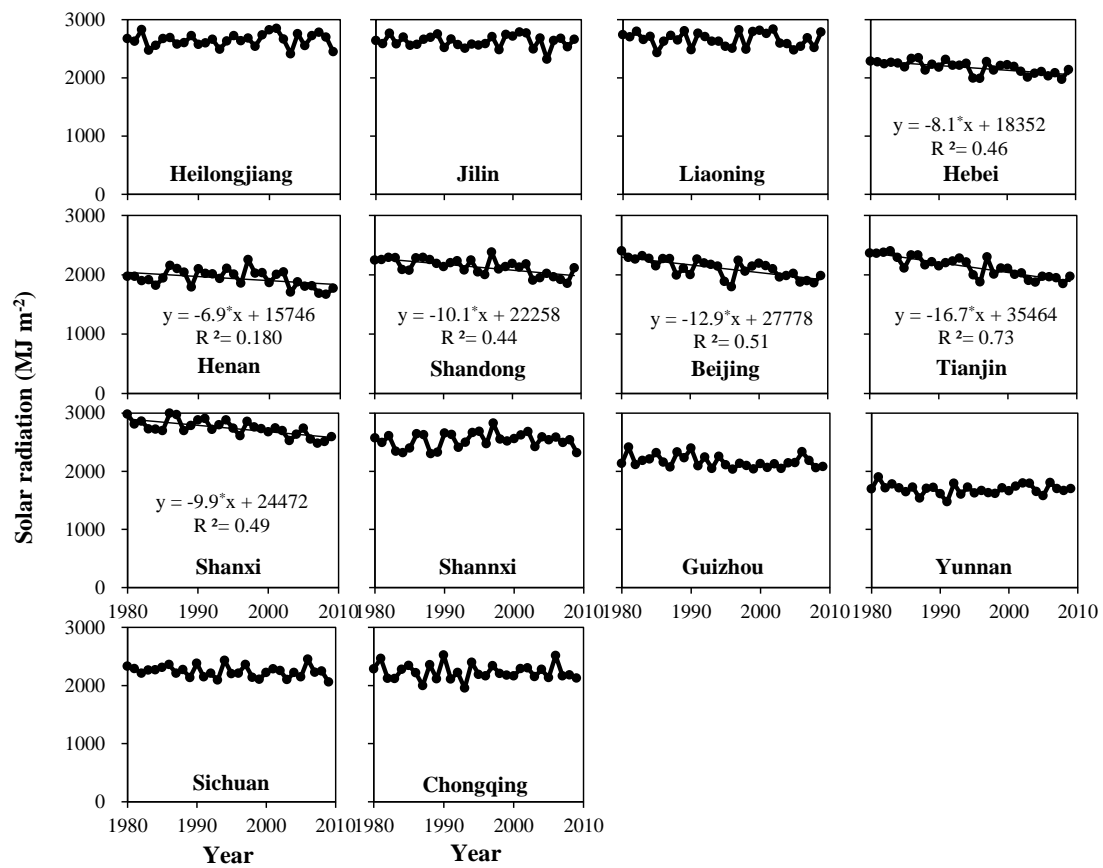 3000
2000
1000
0
Heilongjiang
Jilin
Liaoning
y = -8.1*x + 18352
R ²= 0.46
Hebei
3000
2000
1000
0
y = -6.9*x + 15746
R ²= 0.180
Henan
y = -10.1*x + 22258
R ²= 0.44
Shandong
y = -12.9*x + 27778
R ²= 0.51
Beijing
y = -16.7*x + 35464
R ²= 0.73
Tianjin
Solar radiation (MJ m-2)
3000
2000
1000
0
y = -9.9*x + 24472
R ²= 0.49
Shanxi
Shannxi
Guizhou
Yunnan
1980 1990 2000 2010
1980 1990 2000 2010
1980 1990 2000 2010
3000
2000
1000
0
Sichuan
Chongqing
1980 1990 2000 2010
1980 1990 2000 2010
Year
Year